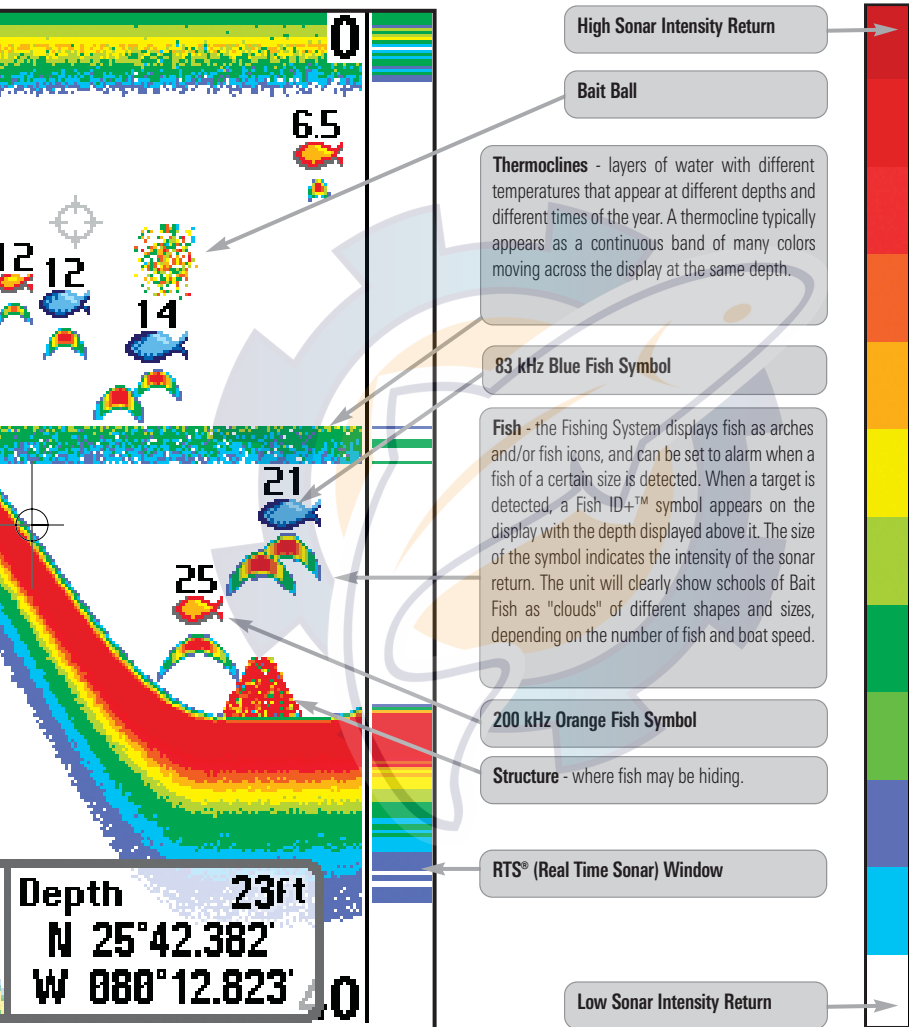 0
6.5
12
12
14
21
25
Depth 23ft
N 25°42.382'
W 080°12.823'
40
High Sonar Intensity Return
Bait Ball
Thermoclines - layers of water with different
temperatures that appear at different depths and
different times of the year. A thermocline typically
appears as a continuous band of many colors
moving across the display at the same depth.
83 kHz Blue Fish Symbol
Fish - the Fishing System displays fish as arches
and/or fish icons, and can be set to alarm when a
fish of a certain size is detected. When a target is
detected, a Fish ID+™ symbol appears on the
display with the depth displayed above it. The size
of the symbol indicates the intensity of the sonar
return. The unit will clearly show schools of Bait
Fish as "clouds" of different shapes and sizes,
depending on the number of fish and boat speed.
200 kHz Orange Fish Symbol
Structure - where fish may be hiding.
RTS® (Real Time Sonar) Window
Low Sonar Intensity Return